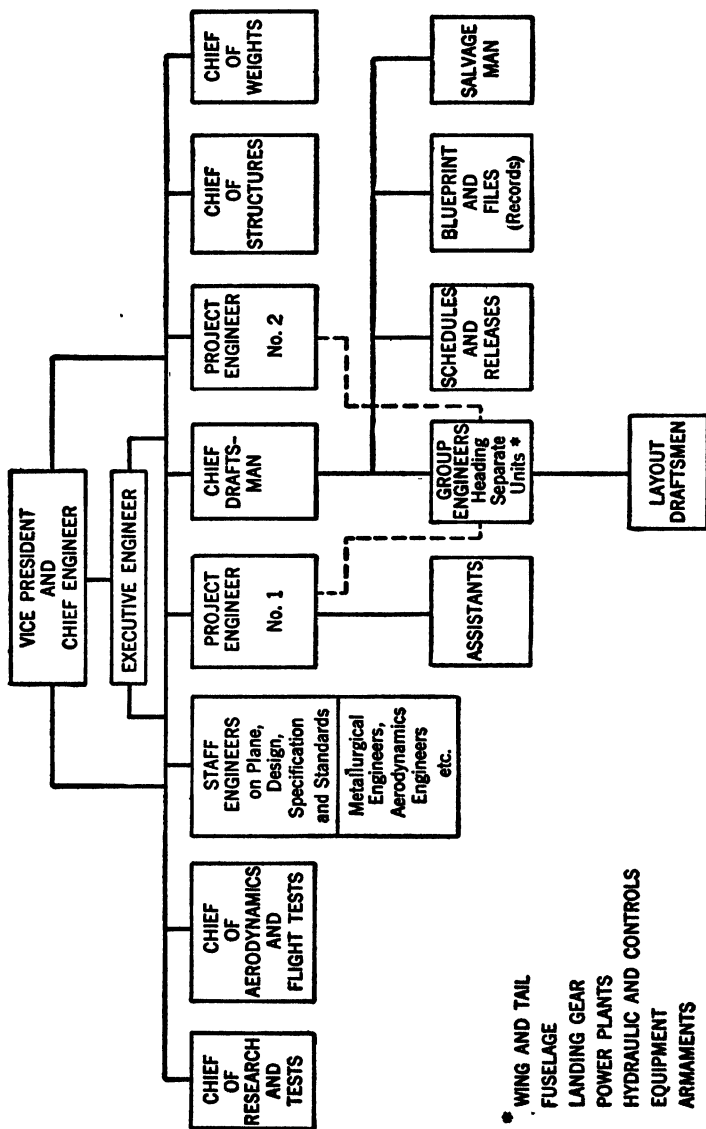 VICE PRESIDENT
AND
CHIEF ENGINEER
EXECUTIVE ENGINEER
CHIEF
OF
RESEARCH
AND
TESTS
CHIEF
OF
AERODYNAMICS
AND
FLIGHT TESTS
STAFF
ENGINEERS
on Plane,
Design,
Specification
and Standards
Metallurgical
Engineers,
Aerodynamics
Engineers
etc.
PROJECT
ENGINEER
No. 1
CHIEF
DRAFTS-
MAN
PROJECT
ENGINEER
No. 2
CHIEF
OF
STRUCTURES
CHIEF
OF
WEIGHTS
ASSISTANTS
GROUP
ENGINEERS
Heading
Separate
Units *
SCHEDULES
AND
RELEASES
BLUEPRINT
AND
FILES
(Records)
SALVAGE
MAN
LAYOUT
DRAFTSMEN
* WING AND TAIL
FUSELAGE
LANDING GEAR
POWER PLANTS
HYDRAULIC AND CONTROLS
EQUIPMENT
ARMAMENTS